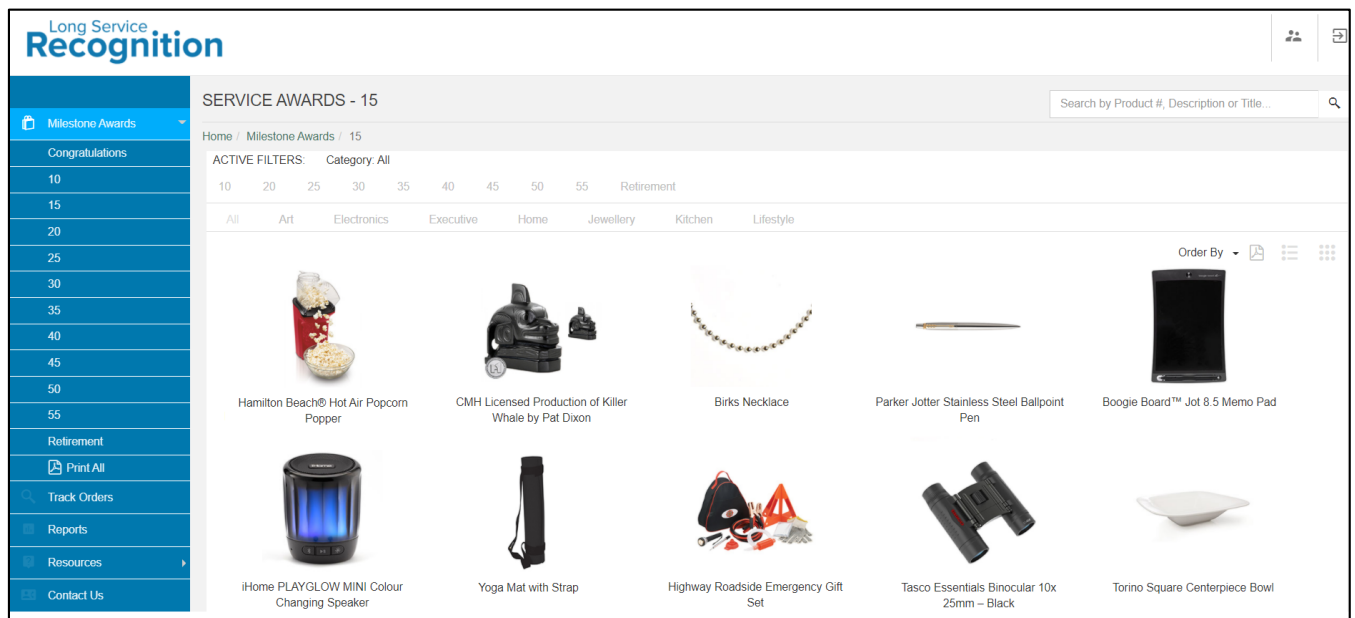 Long Service
Recognition
Milestone Awards
Congratulations
10
15
20
25
30
35
40
45
50
55
Retirement
Print All
Track Orders
Reports
Resources
Contact Us
SERVICE AWARDS - 15
Search by Product #, Description or Title...
Home / Milestone Awards / 15
ACTIVE FILTERS: Category: All
10 20 25 30 35 40 45 50 55 Retirement
All Art Electronics Executive Home Jewellery Kitchen Lifestyle
Order By
Hamilton Beach® Hot Air Popcorn
Popper
CMH Licensed Production of Killer
Whale by Pat Dixon
Birks Necklace
Parker Jotter Stainless Steel Ballpoint
Pen
Boogie Board™ Jot 8.5 Memo Pad
iHome PLAYGLOW MINI Colour
Changing Speaker
Yoga Mat with Strap
Highway Roadside Emergency Gift
Set
Tasco Essentials Binocular 10x
25mm – Black
Torino Square Centerpiece Bowl